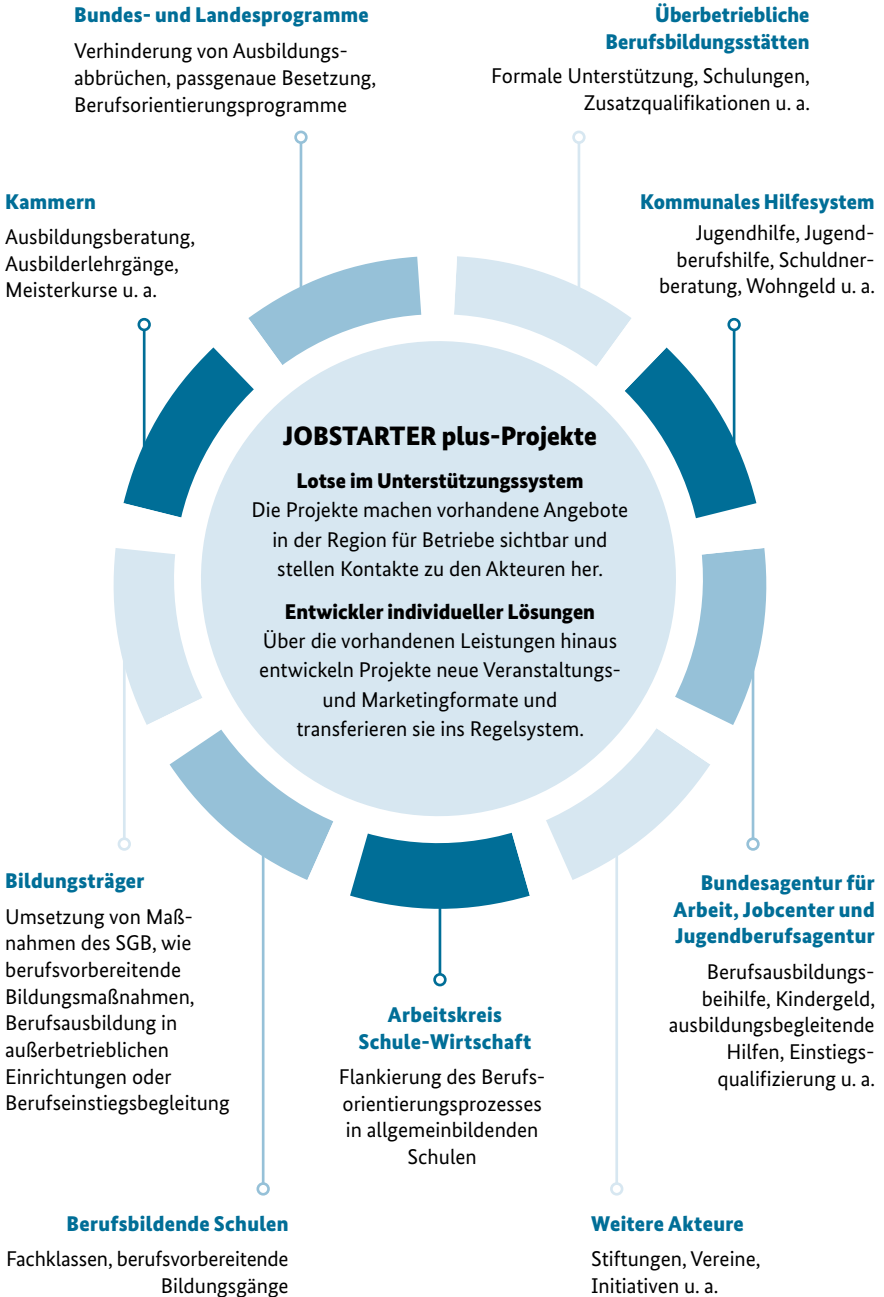 Bundes- und Landesprogramme
Verhinderung von Ausbildungs-
abbrüchen, passgenaue Besetzung,
Berufsorientierungsprogramme
Überbetriebliche
Berufsbildungsstätten
Formale Unterstützung, Schulungen,
Zusatzqualifikationen u. a.
Kammern
Ausbildungsberatung,
Ausbilderlehrgänge,
Meisterkurse u. a.
Kommunales Hilfesystem
Jugendhilfe, Jugend-
berufshilfe, Schuldner-
beratung, Wohngeld u. a.
JOBSTARTER plus-Projekte
Lotse im Unterstützungssystem
Die Projekte machen vorhandene Angebote
in der Region für Betriebe sichtbar und
stellen Kontakte zu den Akteuren her.
Entwickler individueller Lösungen
Über die vorhandenen Leistungen hinaus
entwickeln Projekte neue Veranstaltungs-
und Marketingformate und
transferieren sie ins Regelsystem.
Bildungsträger
Umsetzung von Maß-
nahmen des SGB, wie
berufsvorbereitende
Bildungsmaßnahmen,
Berufsausbildung in
außerbetrieblichen
Einrichtungen oder
Berufseinstiegsbegleitung
Arbeitskreis
Schule-Wirtschaft
Flankierung des Berufs-
orientierungsprozesses
in allgemeinbildenden
Schulen
Bundesagentur für
Arbeit, Jobcenter und
Jugendberufsagentur
Berufsausbildungs-
beihilfe, Kindergeld,
ausbildungsbegleitende
Hilfen, Einstiegs-
qualifizierung u. a.
Berufsbildende Schulen
Fachklassen, berufsvorbereitende
Bildungsgänge
Weitere Akteure
Stiftungen, Vereine,
Initiativen u. a.